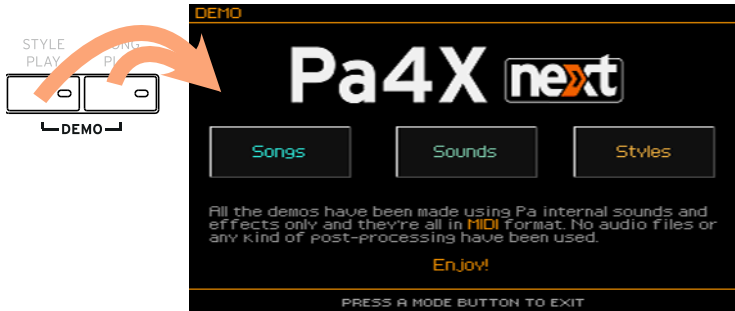 STYLE
PLAY
DEMO
DEMO
Pa4X next
Songs
Sounds
Styles
All the demos have been made using Pa internal sounds and
effects only and they're all in MIDI format. No audio files or
any kind of post-processing have been used.
Enjoy!
PRESS A MODE BUTTON TO EXIT